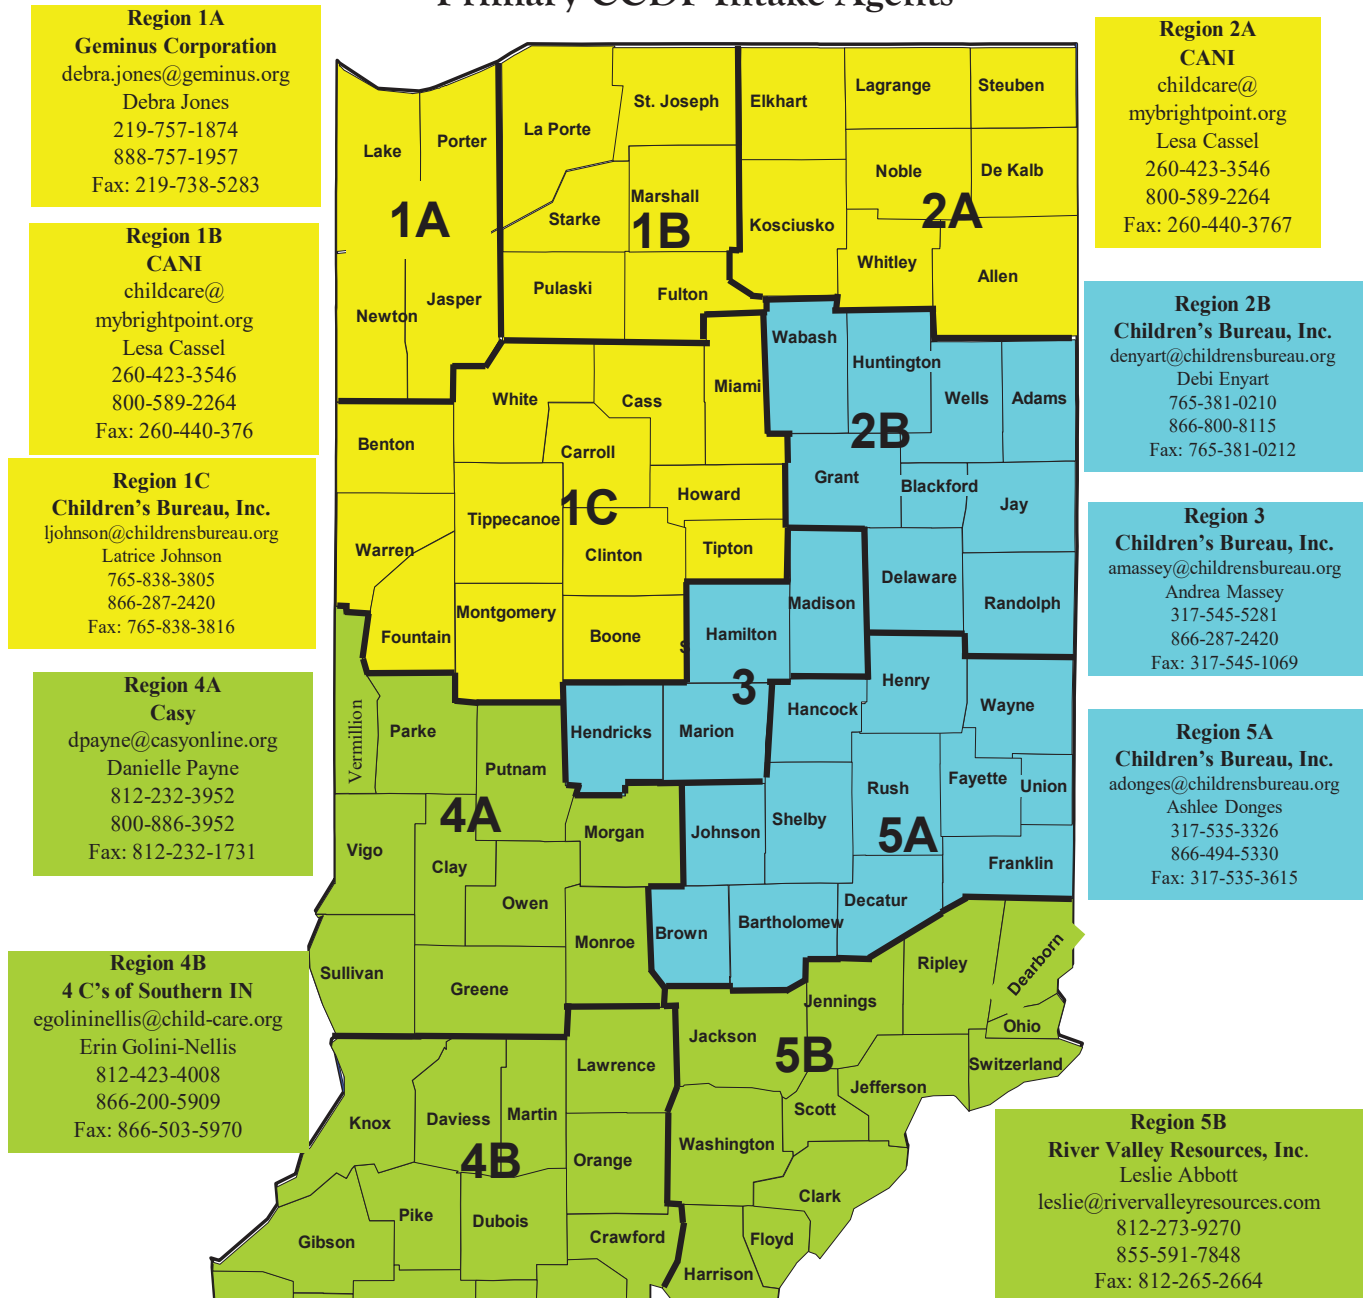 Primary CCDF Intake Agents
Region 1A
Geminus Corporation
debra.jones@geminus.org
Debra Jones
219-757-1874
888-757-1957
Fax: 219-738-5283
Region 1B
CANI
childcare@
mybrightpoint.org
Lesa Cassel
260-423-3546
800-589-2264
Fax: 260-440-376
Region 1C
Children's Bureau, Inc.
ljohnson@childrensbureau.org
Latrice Johnson
765-838-3805
866-287-2420
Fax: 765-838-3816
Region 4A
Casy
dpayne@casyonline.org
Danielle Payne
812-232-3952
800-886-3952
Fax: 812-232-1731
Region 4B
4 C's of Southern IN
egolininellis@child-care.org
Erin Golini-Nellis
812-423-4008
866-200-5909
Fax: 866-503-5970
Lake
Porter
1A
Newton
Jasper
La Porte
St. Joseph
Starke
Marshall
1B
Pulaski
Fulton
Elkhart
Lagrange
Steuben
Noble
De Kalb
2A
Kosciusko
Whitley
Allen
White
Cass
Miami
Benton
Carroll
Howard
1C
Tippecanoe
Warren
Clinton
Tipton
Fountain
Montgomery
Boone
S
Wabash
Huntington
Wells
Adams
2B
Grant
Blackford
Jay
Delaware
Randolph
Madison
Hamilton
3
Hendricks
Marion
Henry
Wayne
Hancock
Rush
Fayette
Union
Johnson
Shelby
5A
Franklin
Decatur
Brown
Bartholomew
Vermillion
Parke
Putnam
4A
Morgan
Vigo
Clay
Owen
Monroe
Sullivan
Greene
Ripley
Dearborn
Jennings
Ohio
Jackson
5B
Switzerland
Jefferson
Scott
Washington
Clark
Floyd
Harrison
Lawrence
Knox
Daviess
Martin
4B
Orange
Pike
Dubois
Crawford
Gibson
Region 2A
CANI
childcare@
mybrightpoint.org
Lesa Cassel
260-423-3546
800-589-2264
Fax: 260-440-3767
Region 2B
Children's Bureau, Inc.
denyart@childrensbureau.org
Debi Enyart
765-381-0210
866-800-8115
Fax: 765-381-0212
Region 3
Children's Bureau, Inc.
amassey@childrensbureau.org
Andrea Massey
317-545-5281
866-287-2420
Fax: 317-545-1069
Region 5A
Children's Bureau, Inc.
adonges@childrensbureau.org
Ashlee Donges
317-535-3326
866-494-5330
Fax: 317-535-3615
Region 5B
River Valley Resources, Inc.
Leslie Abbott
leslie@rivervalleyresources.com
812-273-9270
855-591-7848
Fax: 812-265-2664